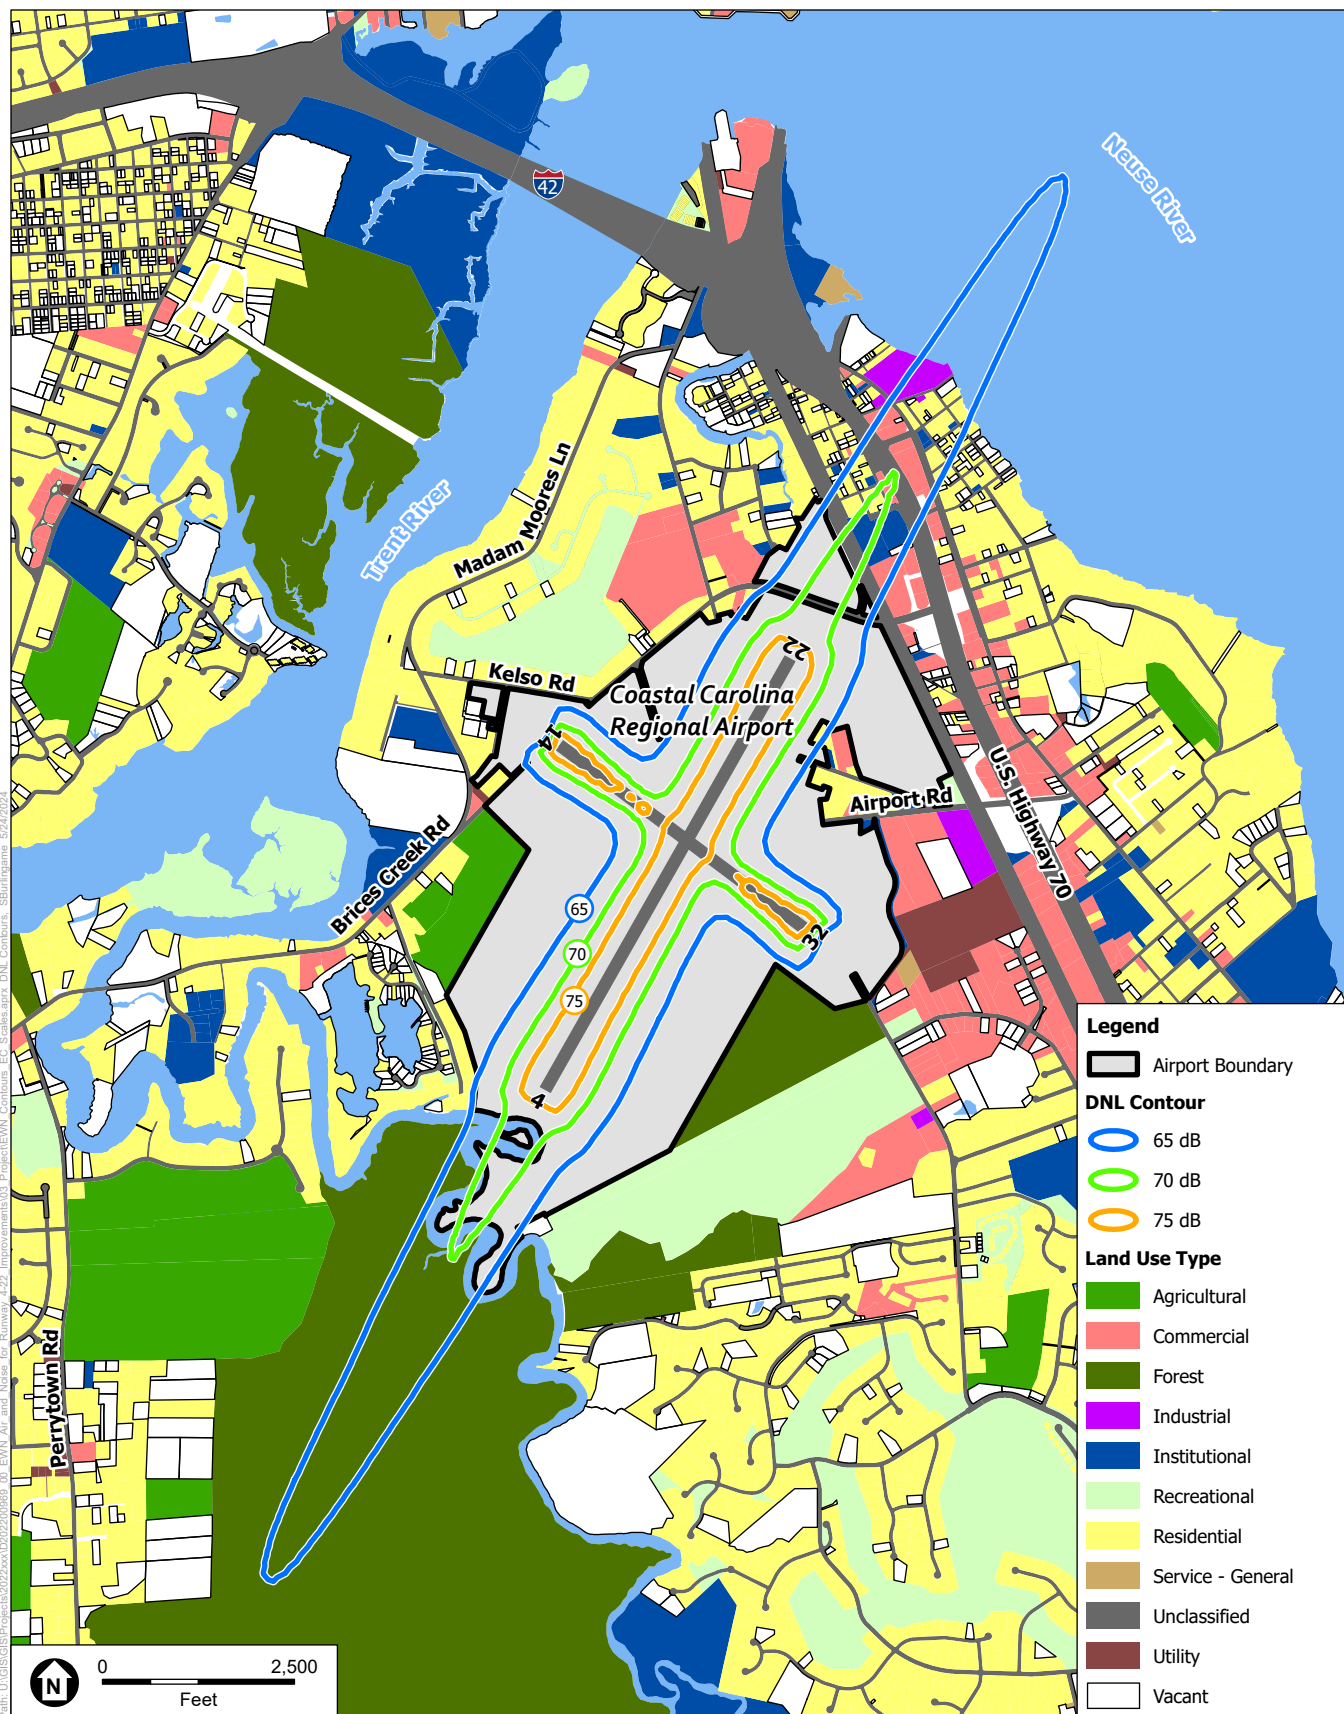 42
Neuse River
Trent River
Madam Moores Ln
Kelso Rd
Coastal Carolina
Regional Airport
22
14
Airport Rd
U.S. Highway 70
Brices Creek Rd
65
70
75
32
4
Perrytown Rd
Legend
Airport Boundary
DNL Contour
65 dB
70 dB
75 dB
Land Use Type
Agricultural
Commercial
Forest
Industrial
Institutional
Recreational
Residential
Service - General
Unclassified
Utility
Vacant
N
0 2,500
Feet